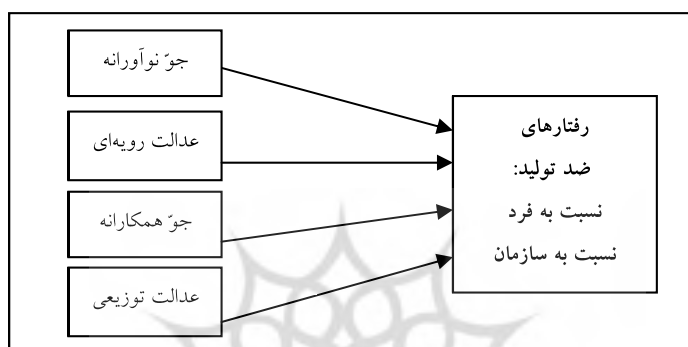 جوّ نوآورانه
عدالت رویه‌ای
جوّ همکارانه
عدالت توزیعی
رفتارهای
ضد تولید:
نسبت به فرد
نسبت به سازمان